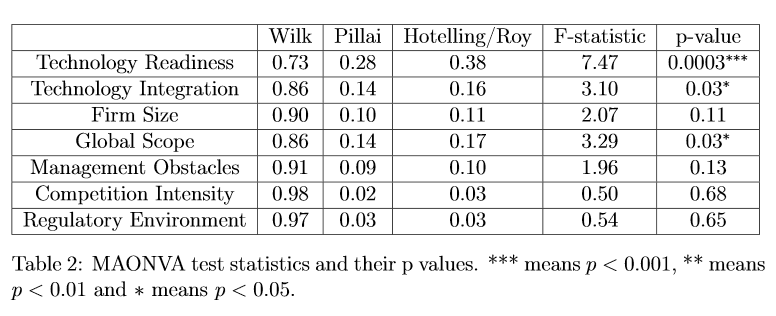 Wilk Pillai Hotelling/Roy F-statistic p-value
Technology Readiness 0.73 0.28 0.38 7.47 0.0003***
Technology Integration 0.86 0.14 0.16 3.10 0.03*
Firm Size 0.90 0.10 0.11 2.07 0.11
Global Scope 0.86 0.14 0.17 3.29 0.03*
Management Obstacles 0.91 0.09 0.10 1.96 0.13
Competition Intensity 0.98 0.02 0.03 0.50 0.68
Regulatory Environment 0.97 0.03 0.03 0.54 0.65
Table 2: MAONVA test statistics and their p values. *** means p < 0.001, ** means
p < 0.01 and * means p < 0.05.